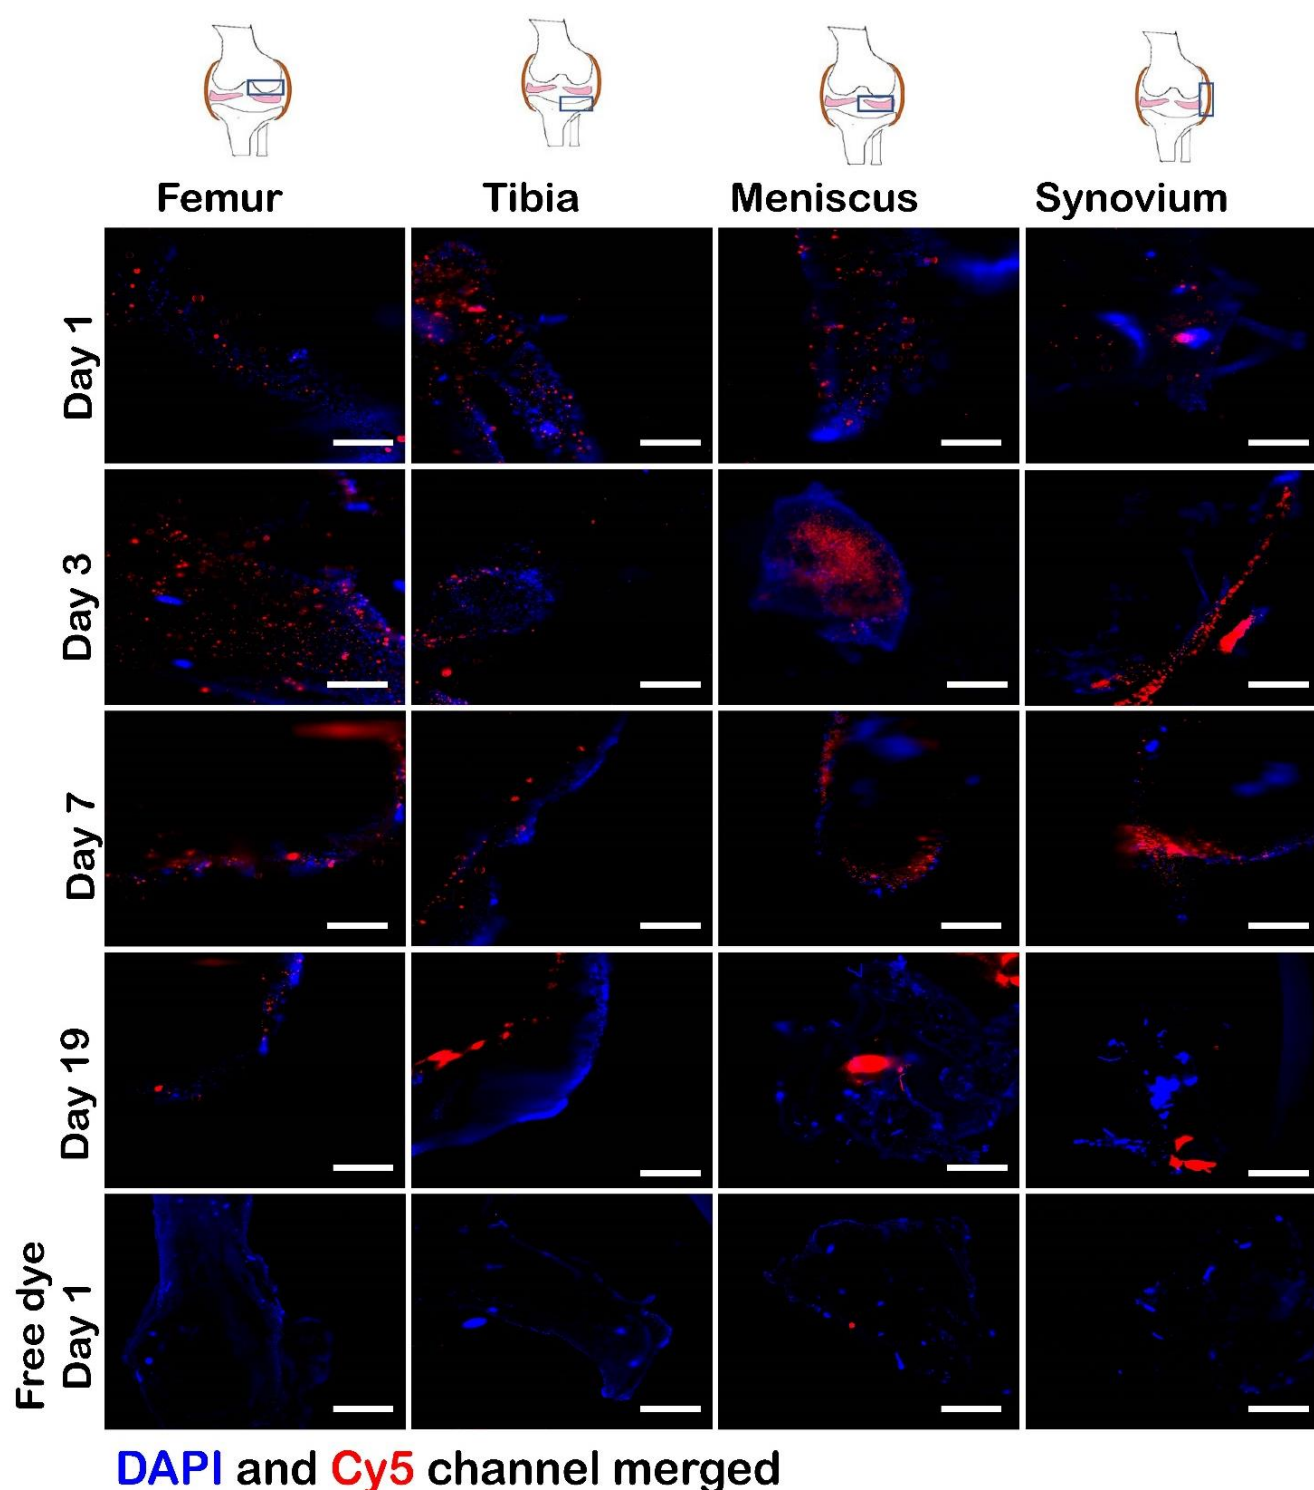 Femur Tibia Meniscus Synovium
Day 1
Day 3
Day 7
Day 19
Free dye
Day 1
DAPI and Cy5 channel merged